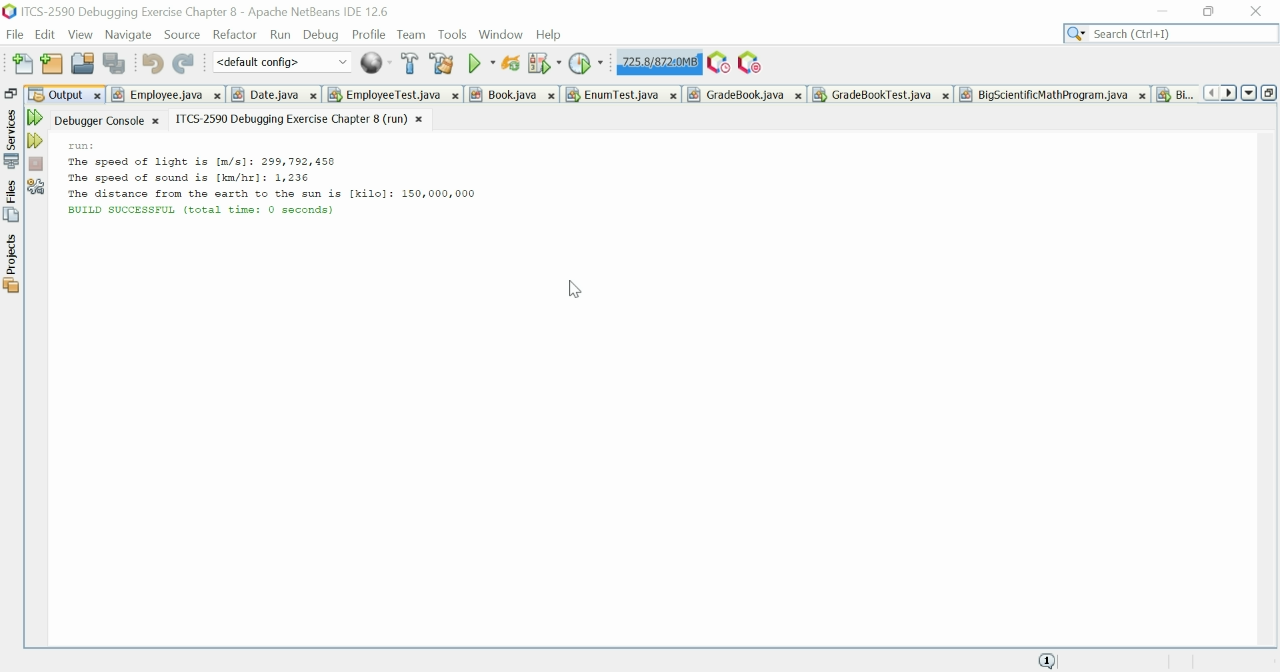 ITCS-2590 Debugging Exercise Chapter 8 - Apache NetBeans IDE 12.6
File Edit View Navigate Source Refactor Run Debug Profile Team Tools Window Help
Search (Ctrl+I)
<default config>
725.8/872.0MB
Output Employee.java Date.java EmployeeTest.java Book.java EnumTest.java GradeBook.java GradeBookTest.java BigScientificMathProgram.java Bi...
Debugger Console ITCS-2590 Debugging Exercise Chapter 8 (run)
Services
Files
Projects
run:
The speed of light is [m/s]: 299,792,458
The speed of sound is [km/hr]: 1,236
The distance from the earth to the sun is [kilo]: 150,000,000
BUILD SUCCESSFUL (total time: 0 seconds)
1